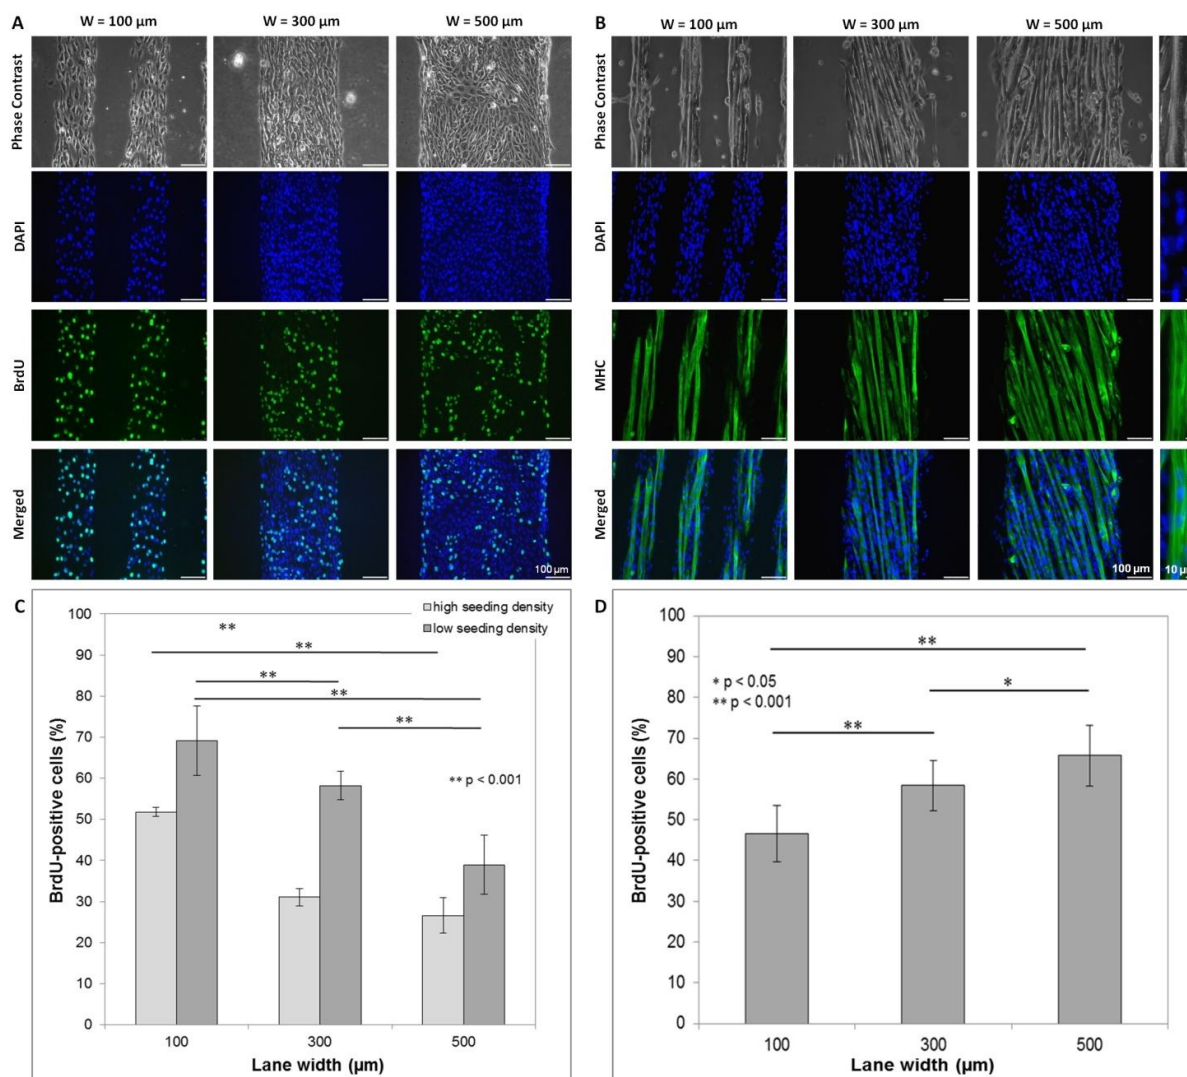 A
W = 100 µm
W = 300 µm
W = 500 µm
Phase Contrast
DAPI
BrdU
Merged
100 µm
B
W = 100 µm
W = 300 µm
W = 500 µm
Phase Contrast
DAPI
MHC
Merged
100 µm
10 µ
C
high seeding density
low seeding density
**
**
**
**
**
** p < 0.001
BrdU-positive cells (%)
100
90
80
70
60
50
40
30
20
10
0
100
300
500
Lane width (µm)
D
**
*
**
* p < 0.05
** p < 0.001
BrdU-positive cells (%)
100
90
80
70
60
50
40
30
20
10
0
100
300
500
Lane width (µm)